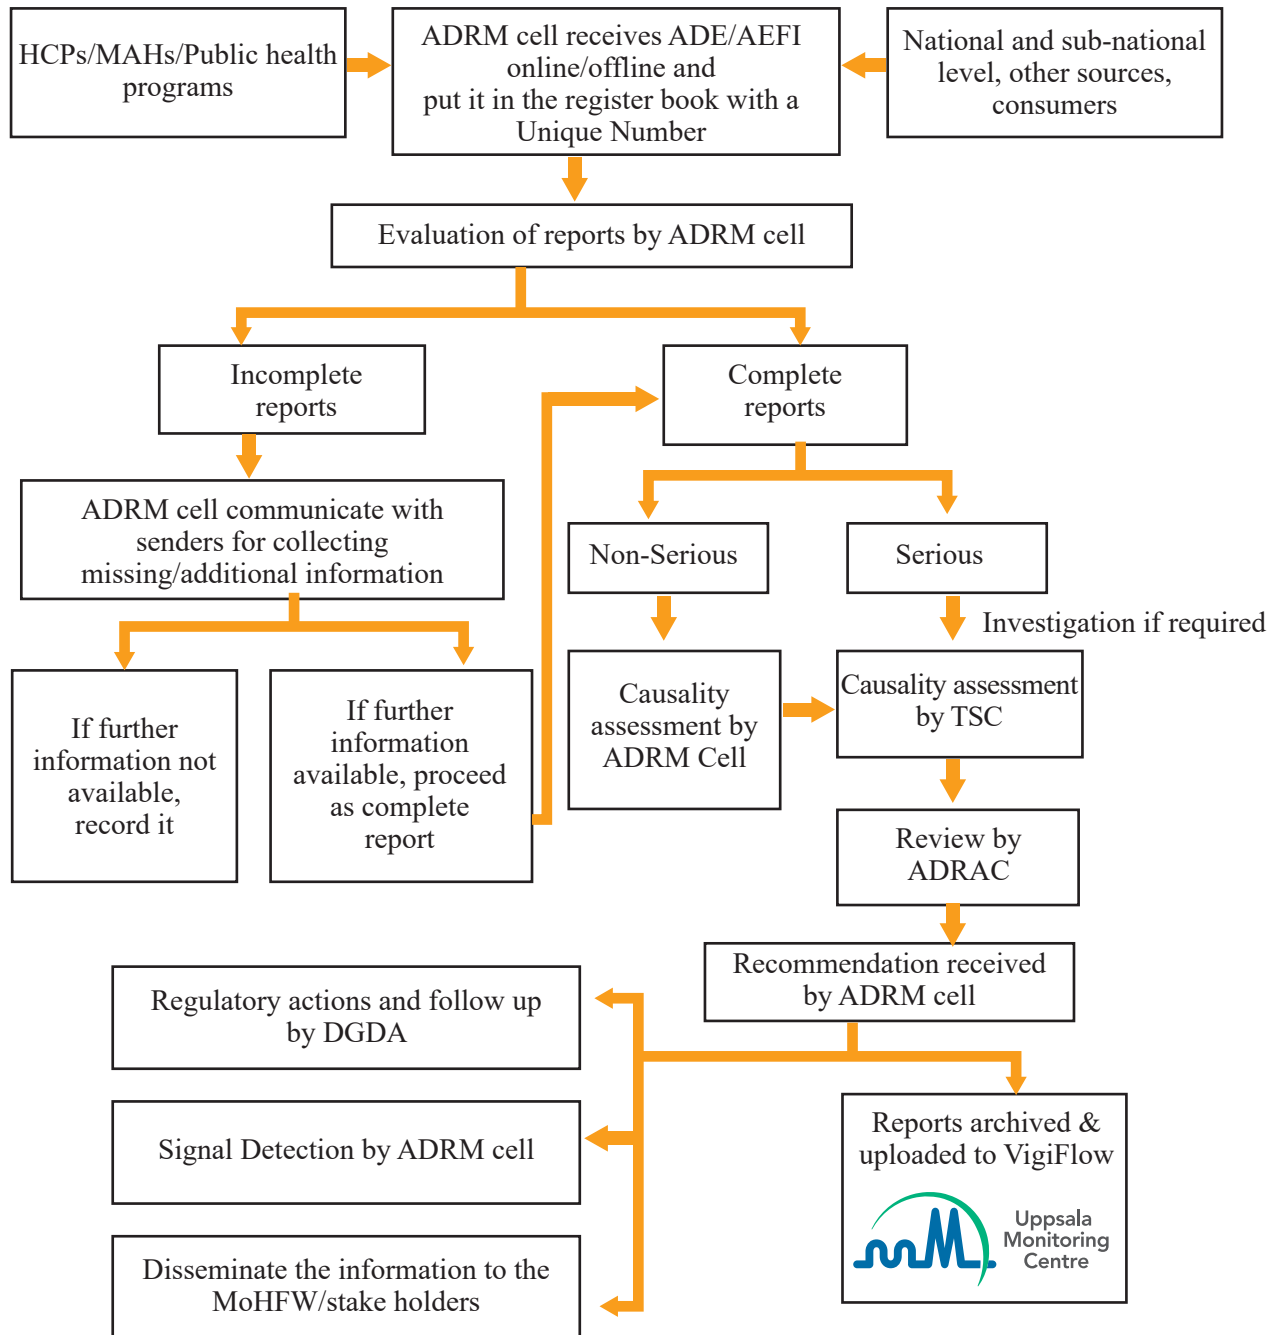 HCPs/MAHs/Public health
programs
ADRM cell receives ADE/AEFI
online/offline and
put it in the register book with a
Unique Number
National and sub-national
level, other sources,
consumers
Evaluation of reports by ADRM cell
Incomplete
reports
Complete
reports
ADRM cell communicate with
senders for collecting
missing/additional information
Non-Serious
Serious
Investigation if required
If further
information not
available,
record it
If further
information
available, proceed
as complete
report
Causality
assessment by
ADRM Cell
Causality assessment
by TSC
Review by
ADRAC
Recommendation received
by ADRM cell
Regulatory actions and follow up
by DGDA
Signal Detection by ADRM cell
Disseminate the information to the
MoHFW/stake holders
Reports archived &
uploaded to VigiFlow
Uppsala
Monitoring
Centre